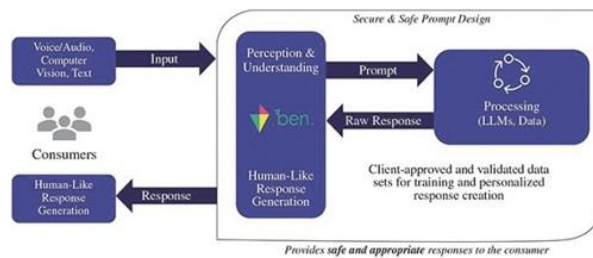 Secure & Safe Prompt Design
Voice/Audio,
Computer
Vision, Text
Input
Perception &
Understanding
Prompt
Processing
(LLMs, Data)
ben.
Raw Response
Consumers
Human-Like
Response
Generation
Response
Human-Like
Response
Generation
Client-approved and validated data
sets for training and personalized
response creation
Provides safe and appropriate responses to the consumer